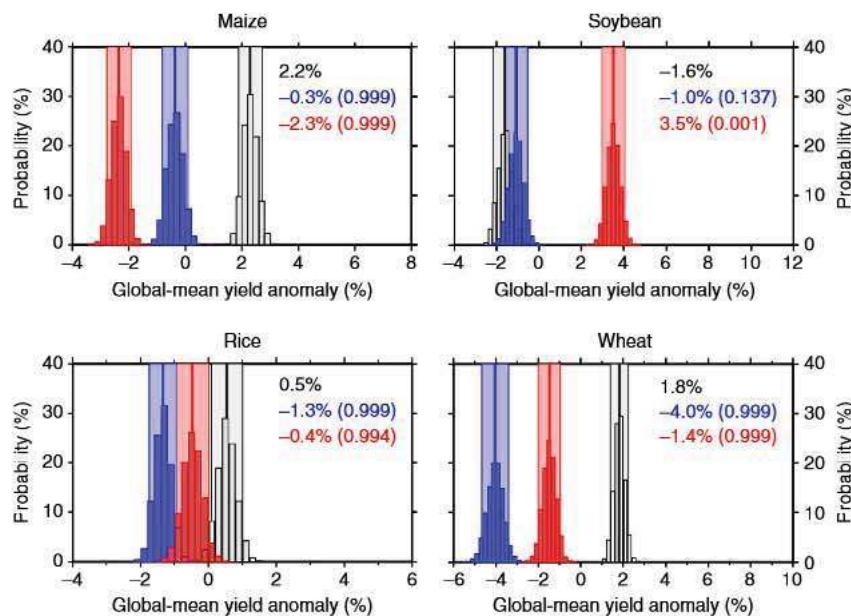 Maize
40
30
20
10
0
Probability (%)
2.2%
−0.3% (0.999)
−2.3% (0.999)
−4 −2 0 2 4 6 8
Global-mean yield anomaly (%)
Soybean
40
30
20
10
0
Probability (%)
−1.6%
−1.0% (0.137)
3.5% (0.001)
−4 −2 0 2 4 6 8 10 12
Global-mean yield anomaly (%)
Rice
40
30
20
10
0
Probability (%)
0.5%
−1.3% (0.999)
−0.4% (0.994)
−4 −2 0 2 4 6
Global-mean yield anomaly (%)
Wheat
40
30
20
10
0
Probability (%)
1.8%
−4.0% (0.999)
−1.4% (0.999)
−6 −4 −2 0 2 4 6 8 10
Global-mean yield anomaly (%)